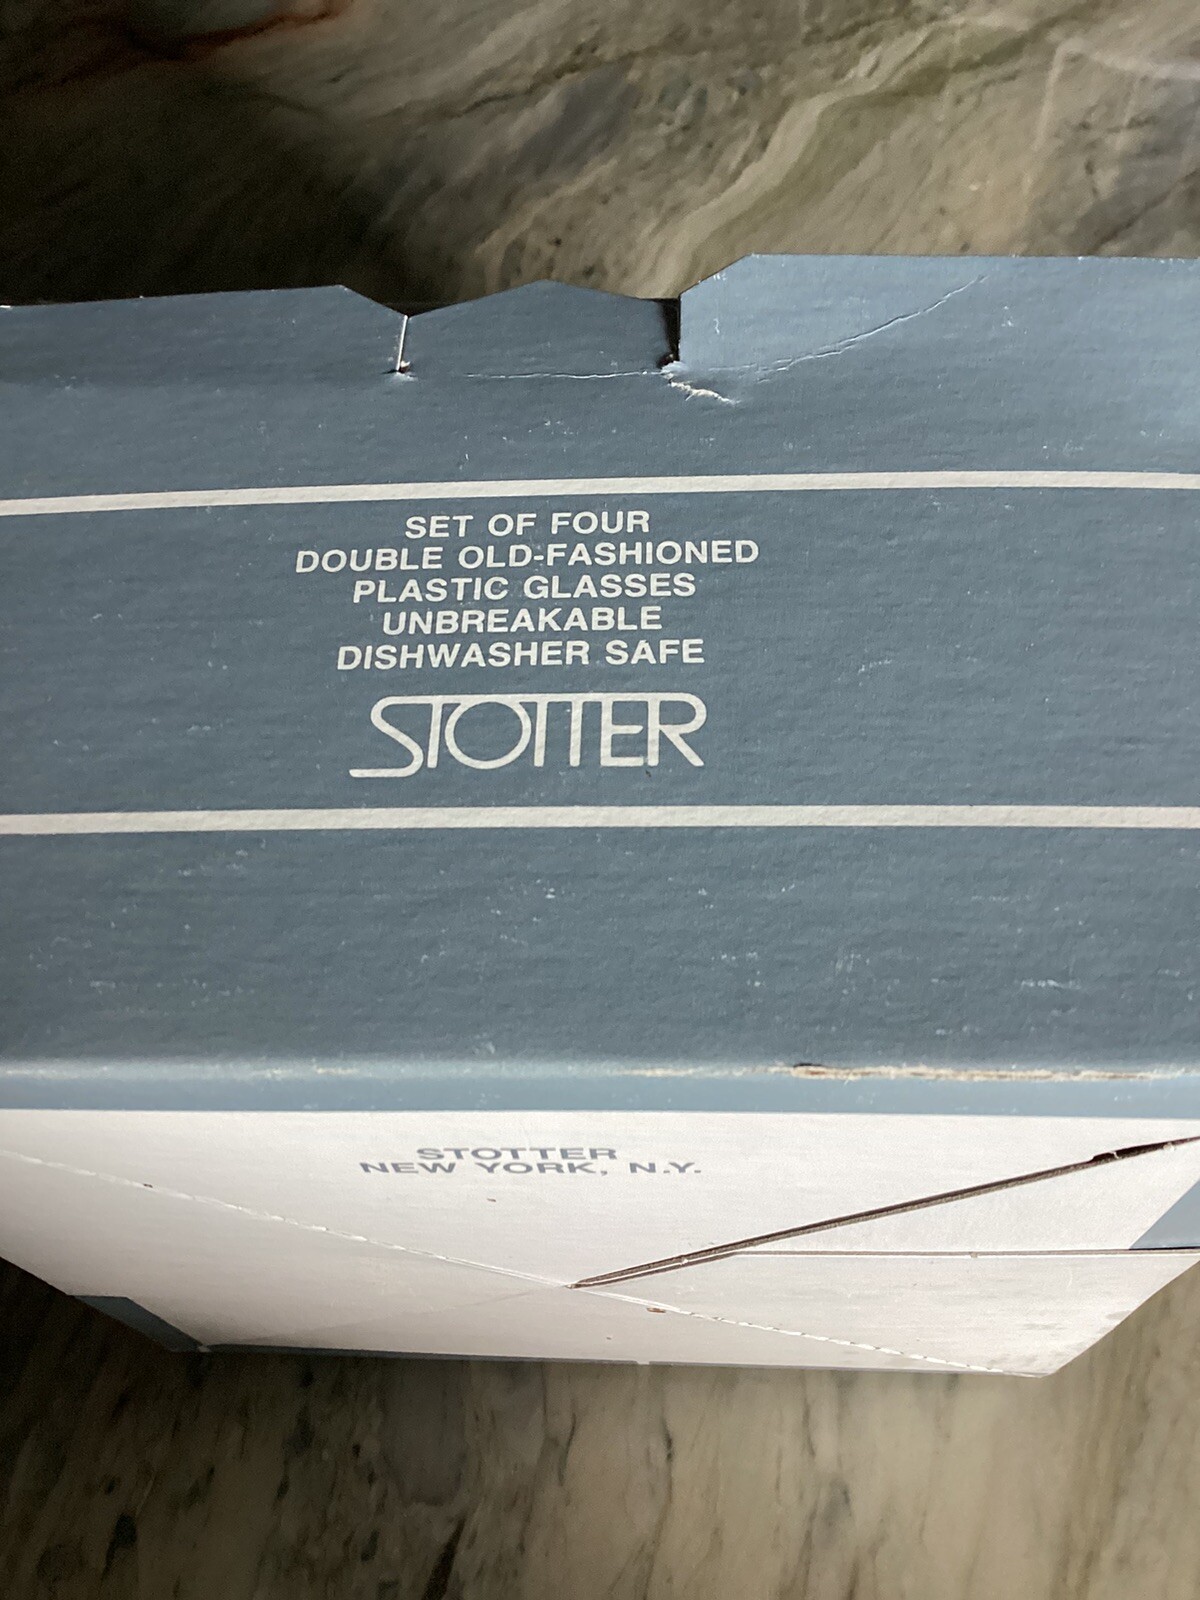 SET OF FOUR
DOUBLE OLD-FASHIONED
PLASTIC GLASSES
UNBREAKABLE
DISHWASHER SAFE
STOTTER
STOTTER
NEW YORK, N.Y.